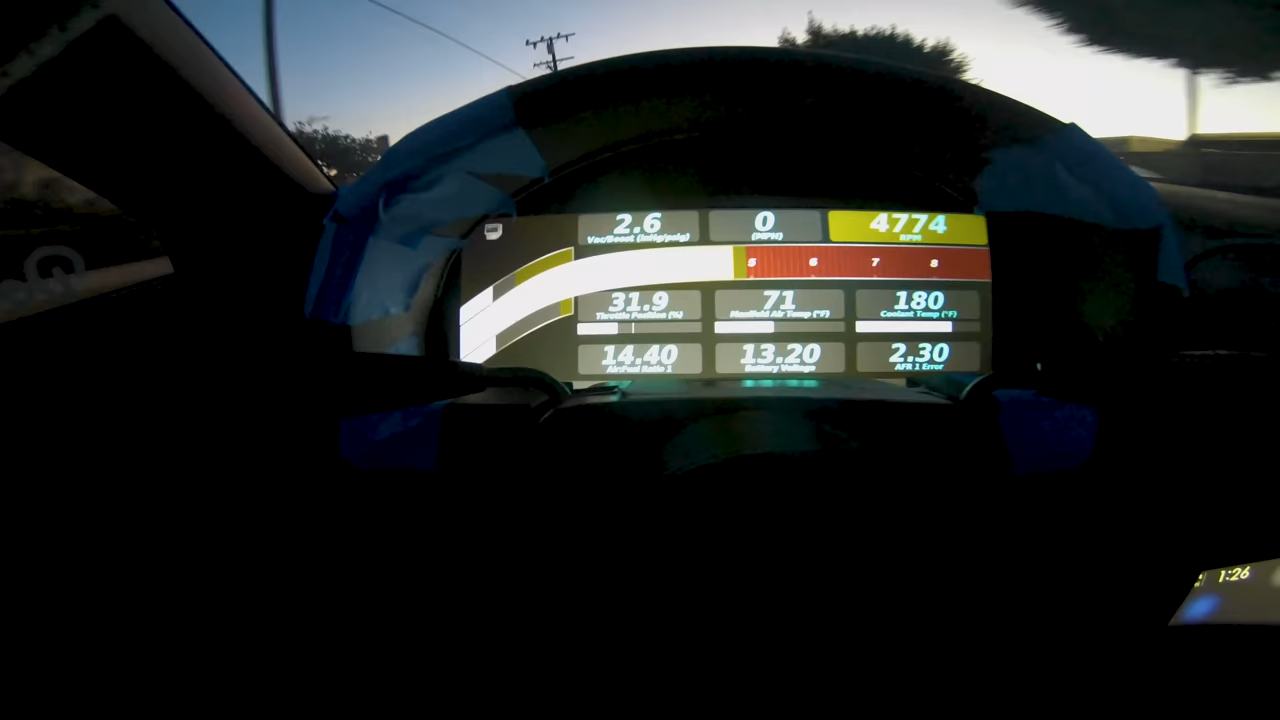 2.6 0 4774
Vac/Boost (inHg/psig) (MPH) RPM
5 6 7 8
31.9 71 180
Throttle Position (%) Manifold Air Temp (°F) Coolant Temp (°F)
14.40 13.20 2.30
Air:Fuel Ratio 1 Battery Voltage AFR 1 Error
1:26